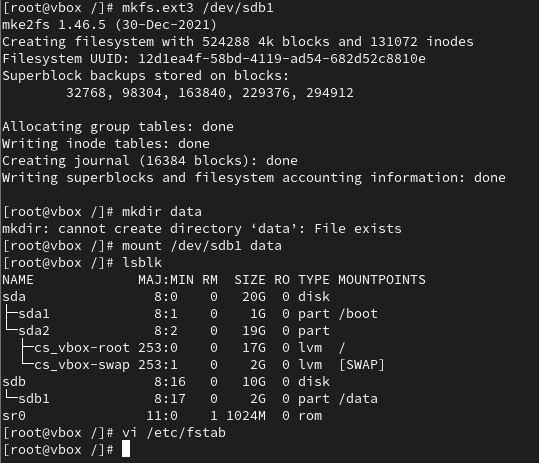 [root@vbox /]# mkfs.ext3 /dev/sdb1
mke2fs 1.46.5 (30-Dec-2021)
Creating filesystem with 524288 4k blocks and 131072 inodes
Filesystem UUID: 12d1ea4f-58bd-4119-ad54-682d52c8810e
Superblock backups stored on blocks:
        32768, 98304, 163840, 229376, 294912

Allocating group tables: done
Writing inode tables: done
Creating journal (16384 blocks): done
Writing superblocks and filesystem accounting information: done

[root@vbox /]# mkdir data
mkdir: cannot create directory ‘data’: File exists
[root@vbox /]# mount /dev/sdb1 data
[root@vbox /]# lsblk
NAME             MAJ:MIN RM  SIZE RO TYPE MOUNTPOINTS
sda                8:0    0   20G  0 disk
├─sda1             8:1    0    1G  0 part /boot
└─sda2             8:2    0   19G  0 part
  ├─cs_vbox-root 253:0    0   17G  0 lvm  /
  └─cs_vbox-swap 253:1    0    2G  0 lvm  [SWAP]
sdb                8:16   0   10G  0 disk
└─sdb1             8:17   0    2G  0 part /data
sr0               11:0    1 1024M  0 rom
[root@vbox /]# vi /etc/fstab
[root@vbox /]#